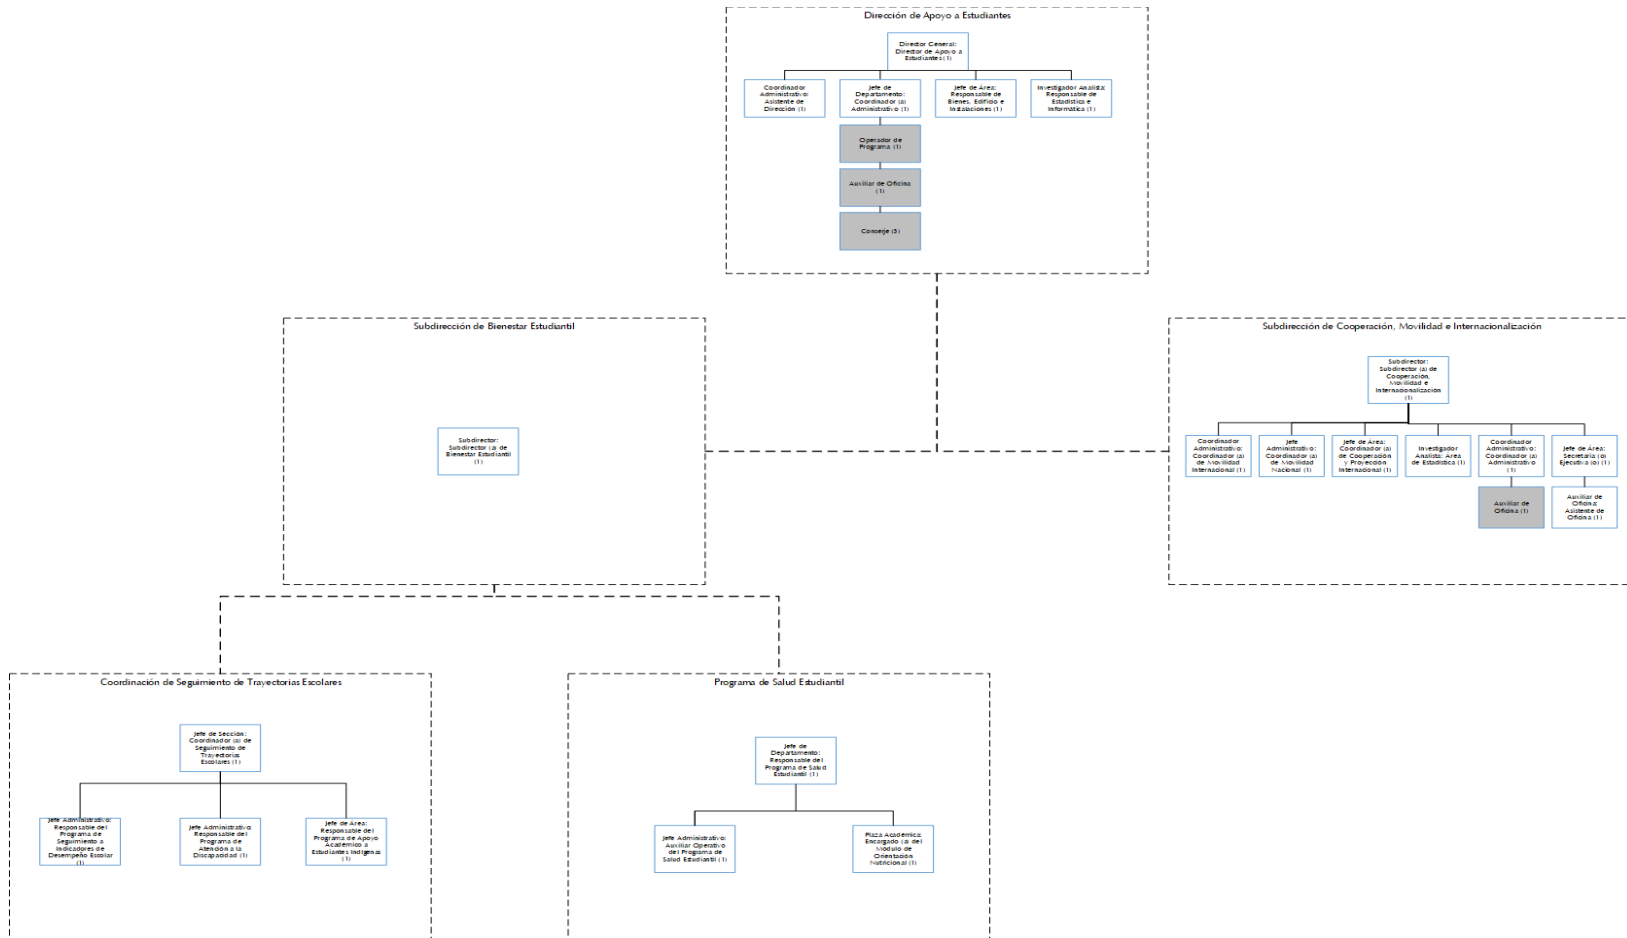 Dirección de Apoyo a Estudiantes
Director General:
Director de Apoyo a
Estudiantes (1)
Coordinador
Administrativo:
Asistente de
Dirección (1)
Jefe de
Departamento:
Coordinador (a)
Administrativo (1)
Jefe de Área:
Responsable de
Bienes, Edificio e
Instalaciones (1)
Investigador Analista:
Responsable de
Estadística e
Informática (1)
Operador de
Programa (1)
Auxiliar de Oficina
(1)
Conserje (3)
Subdirección de Bienestar Estudiantil
Subdirector:
Subdirector (a) de
Bienestar Estudiantil
(1)
Subdirección de Cooperación, Movilidad e Internacionalización
Subdirector:
Subdirector (a) de
Cooperación,
Movilidad e
Internacionalización
(1)
Coordinador
Administrativo:
Coordinador (a)
de Movilidad
Internacional (1)
Jefe
Administrativo:
Coordinador (a)
de Movilidad
Nacional (1)
Jefe de Área:
Coordinador (a)
de Cooperación
y Proyección
Internacional (1)
Investigador
Analista: Área
de Estadística (1)
Coordinador
Administrativo:
Coordinador (a)
Administrativo
(1)
Jefe de Área:
Secretaria (o)
Ejecutiva (o) (1)
Auxiliar de
Oficina (1)
Auxiliar de
Oficina:
Asistente de
Oficina (1)
Coordinación de Seguimiento de Trayectorias Escolares
Jefe de Sección:
Coordinador (a) de
Seguimiento de
Trayectorias
Escolares (1)
Jefe Administrativo:
Responsable del
Programa de
Seguimiento a
Indicadores de
Desempeño Escolar
(1)
Jefe Administrativo
Responsable del
Programa de
Atención a la
Discapacidad (1)
Jefe de Área:
Responsable del
Programa de Apoyo
Académico a
Estudiantes Indígenas
(1)
Programa de Salud Estudiantil
Jefe de
Departamento:
Responsable del
Programa de Salud
Estudiantil (1)
Jefe Administrativo:
Auxiliar Operativo
del Programa de
Salud Estudiantil (1)
Plaza Académica:
Encargado (a) del
Módulo de
Orientación
Nutricional (1)